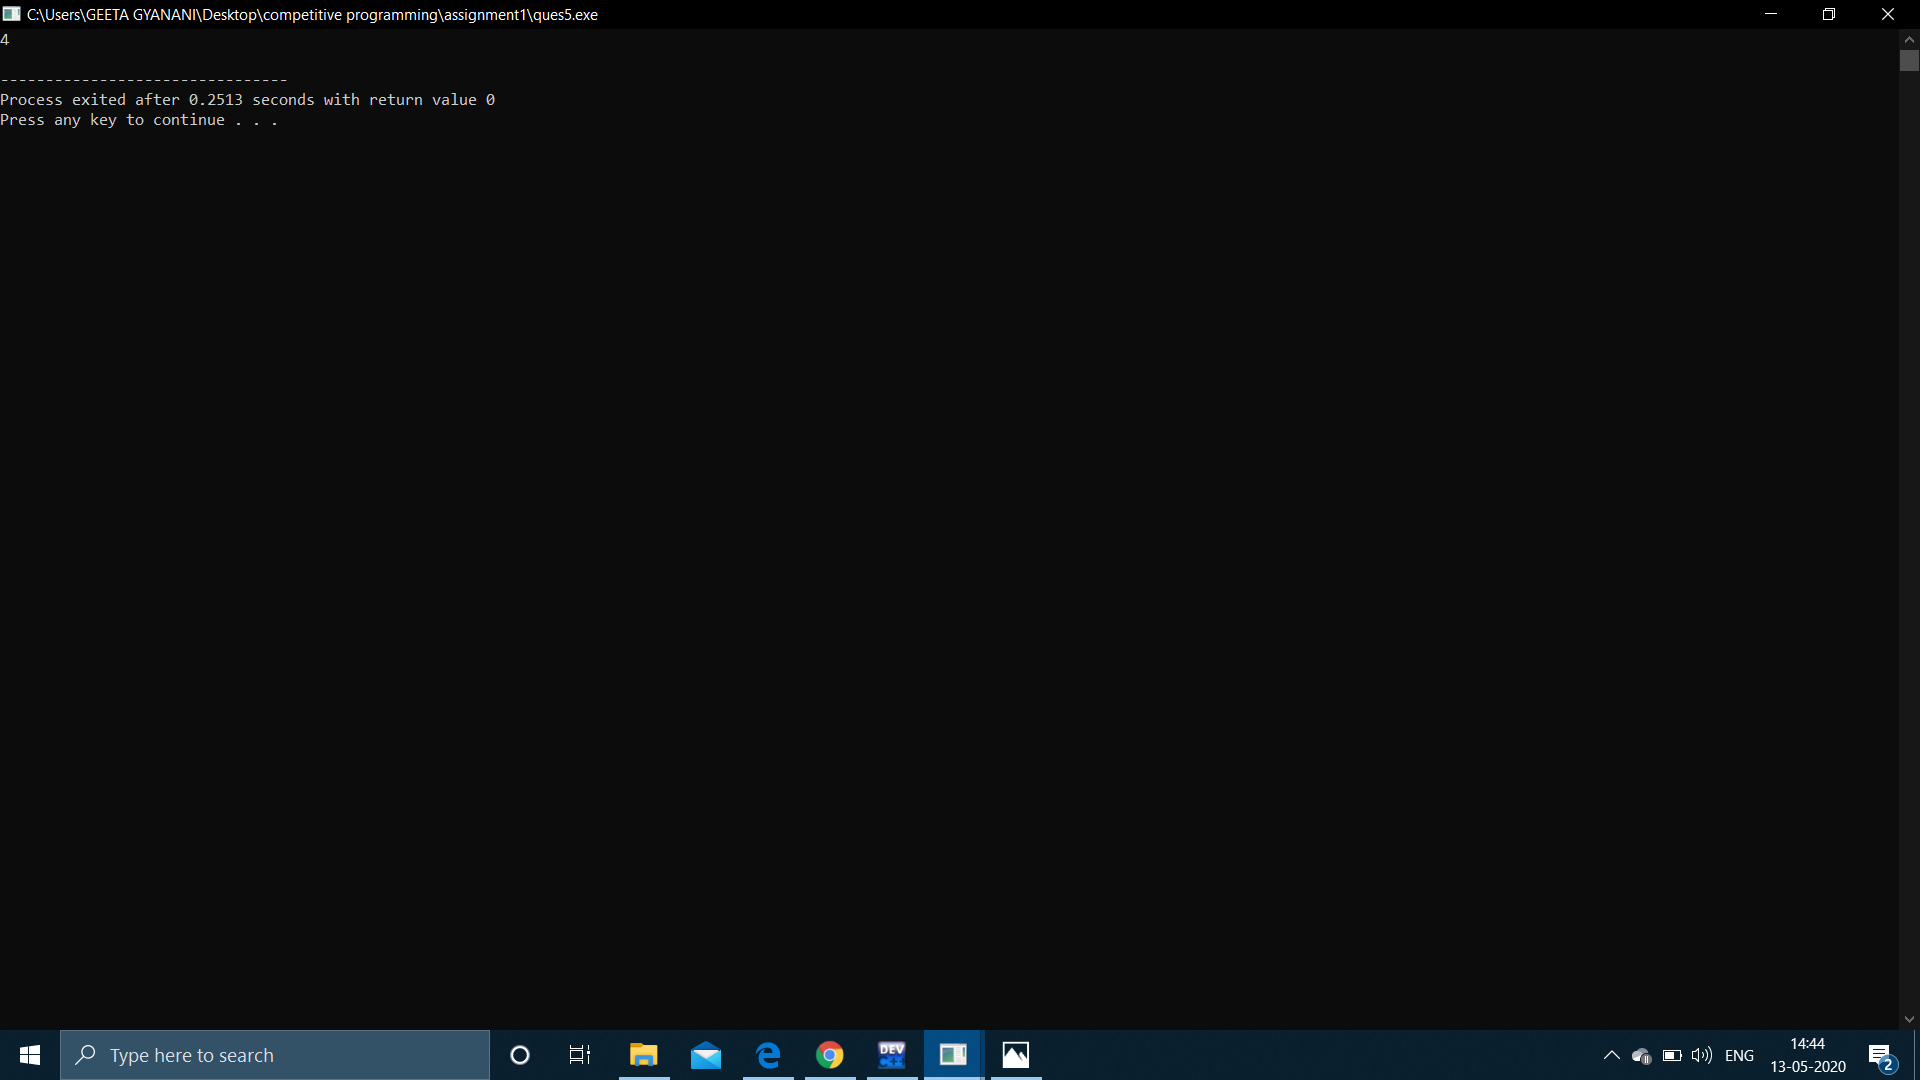 C:\Users\GEETA GYANANI\Desktop\competitive programming\assignment1\ques5.exe
4
--------------------------------
Process exited after 0.2513 seconds with return value 0
Press any key to continue . . .
Type here to search
DEV
C++
ENG
14:44
13-05-2020
2